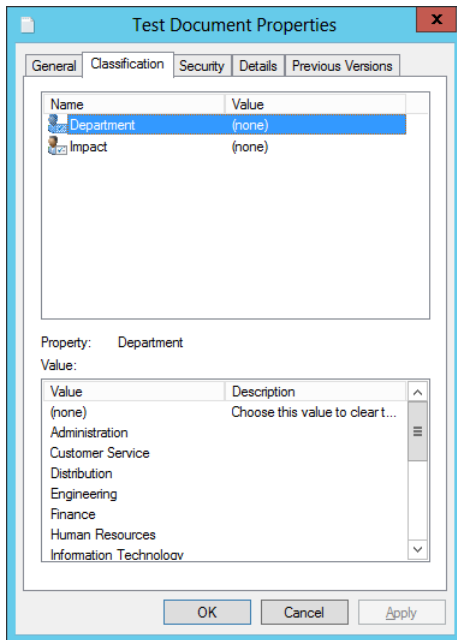 Test Document Properties
x
General Classification Security Details Previous Versions
Name Value
Department (none)
Impact (none)
Property: Department
Value:
Value Description
(none) Choose this value to clear t...
Administration
Customer Service
Distribution
Engineering
Finance
Human Resources
Information Technology
OK Cancel Apply